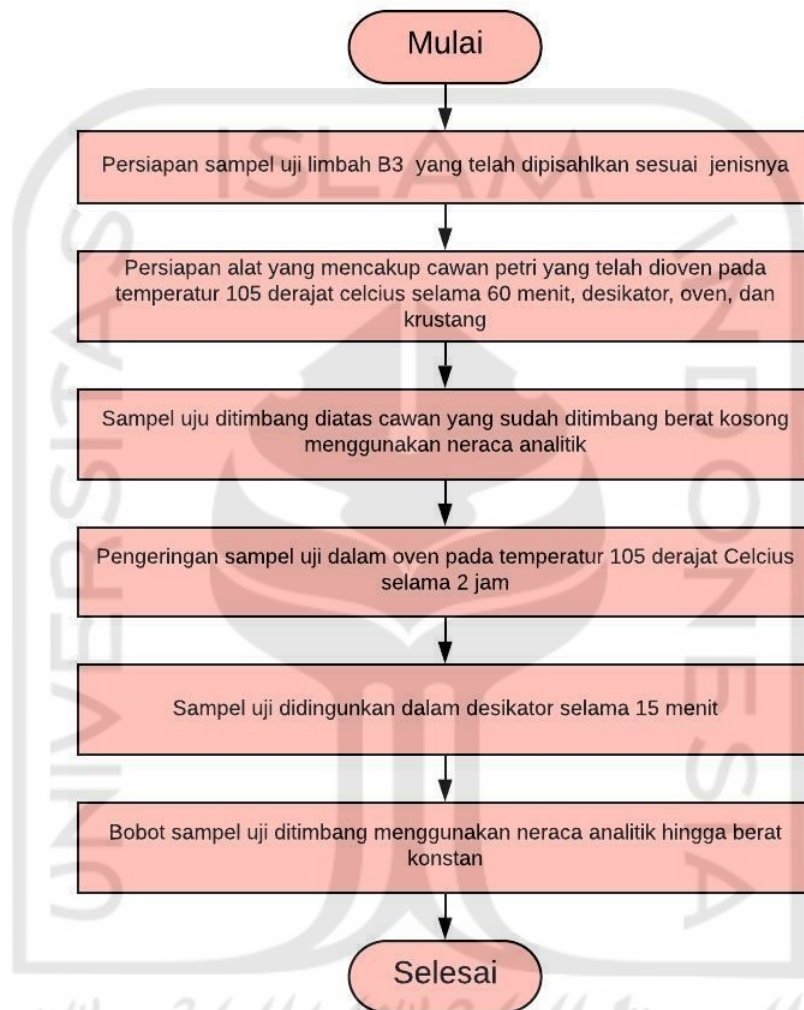 Mulai
Persiapan sampel uji limbah B3 yang telah dipisahlkan sesuai jenisnya
Persiapan alat yang mencakup cawan petri yang telah dioven pada
temperatur 105 derajat celcius selama 60 menit, desikator, oven, dan
krustang
Sampel uju ditimbang diatas cawan yang sudah ditimbang berat kosong
menggunakan neraca analitik
Pengeringan sampel uji dalam oven pada temperatur 105 derajat Celcius
selama 2 jam
Sampel uji didingunkan dalam desikator selama 15 menit
Bobot sampel uji ditimbang menggunakan neraca analitik hingga berat
konstan
Selesai
UNIVERSITAS
ISLAM
INDONESIA